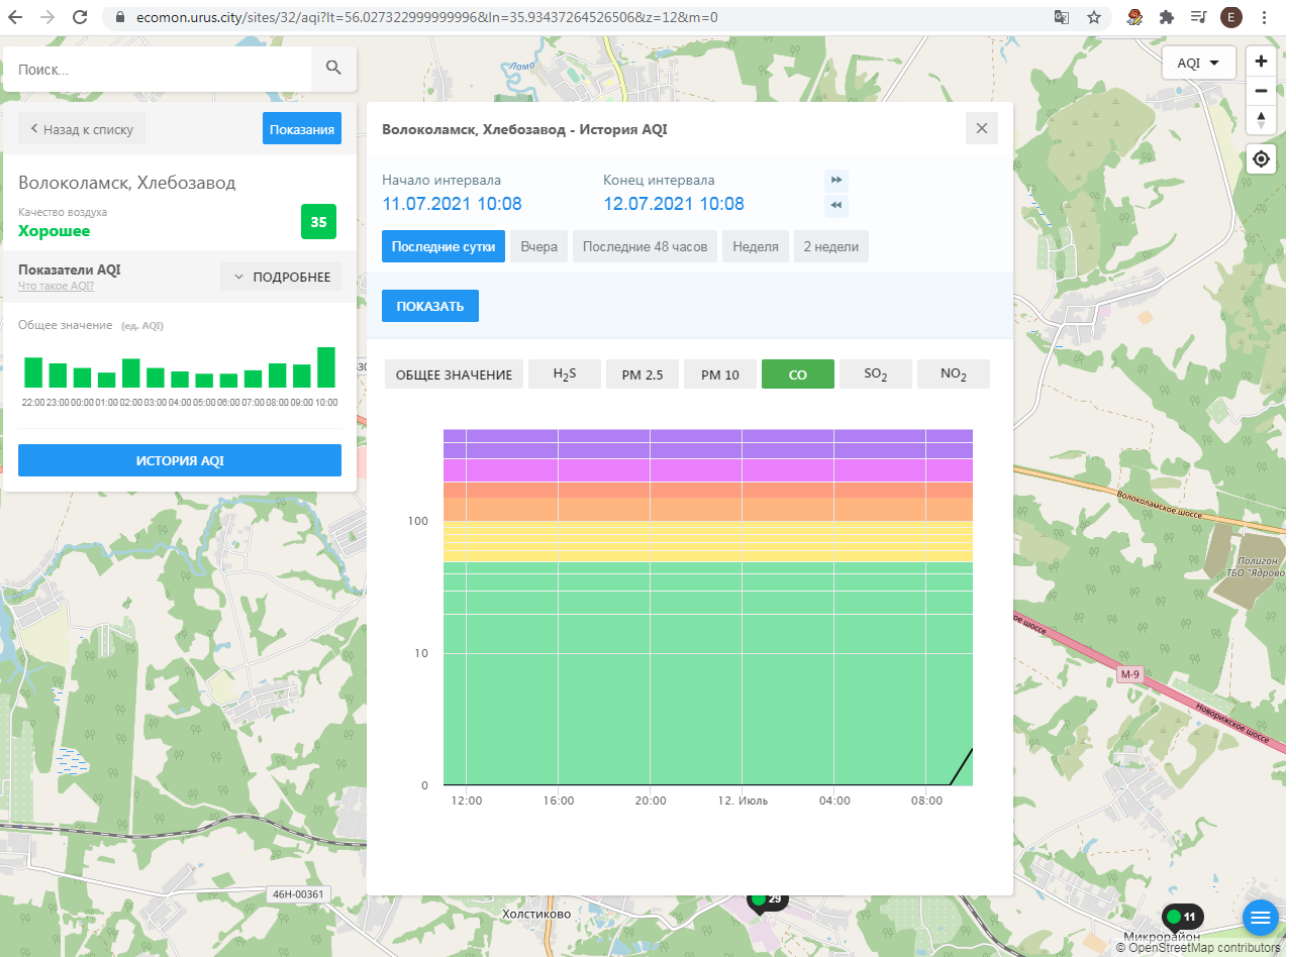 ecomon.urus.city/sites/32/aqi?lt=56.027322999999996&ln=35.93437264526506&z=12&m=0
E
Поиск...
AQI
Назад к списку
Показания
Волоколамск, Хлебозавод
Качество воздуха
Хорошее
35
Показатели AQI
Что такое AQI?
ПОДРОБНЕЕ
Общее значение (ед. AQI)
22:00 23:00 00:00 01:00 02:00 03:00 04:00 05:00 06:00 07:00 08:00 09:00 10:00
ИСТОРИЯ AQI
Волоколамск, Хлебозавод - История AQI
Начало интервала
Конец интервала
11.07.2021 10:08
12.07.2021 10:08
Последние сутки
Вчера
Последние 48 часов
Неделя
2 недели
ПОКАЗАТЬ
ОБЩЕЕ ЗНАЧЕНИЕ
H2S
PM 2.5
PM 10
CO
SO2
NO2
100
10
0
12:00
16:00
20:00
12. Июль
04:00
08:00
Лама
Волоколамское шоссе
Полигон
ТБО "Ядрово
М-9
Новорижское шоссе
46Н-00361
Холстиково
29
11
Микрорайон
© OpenStreetMap contributors